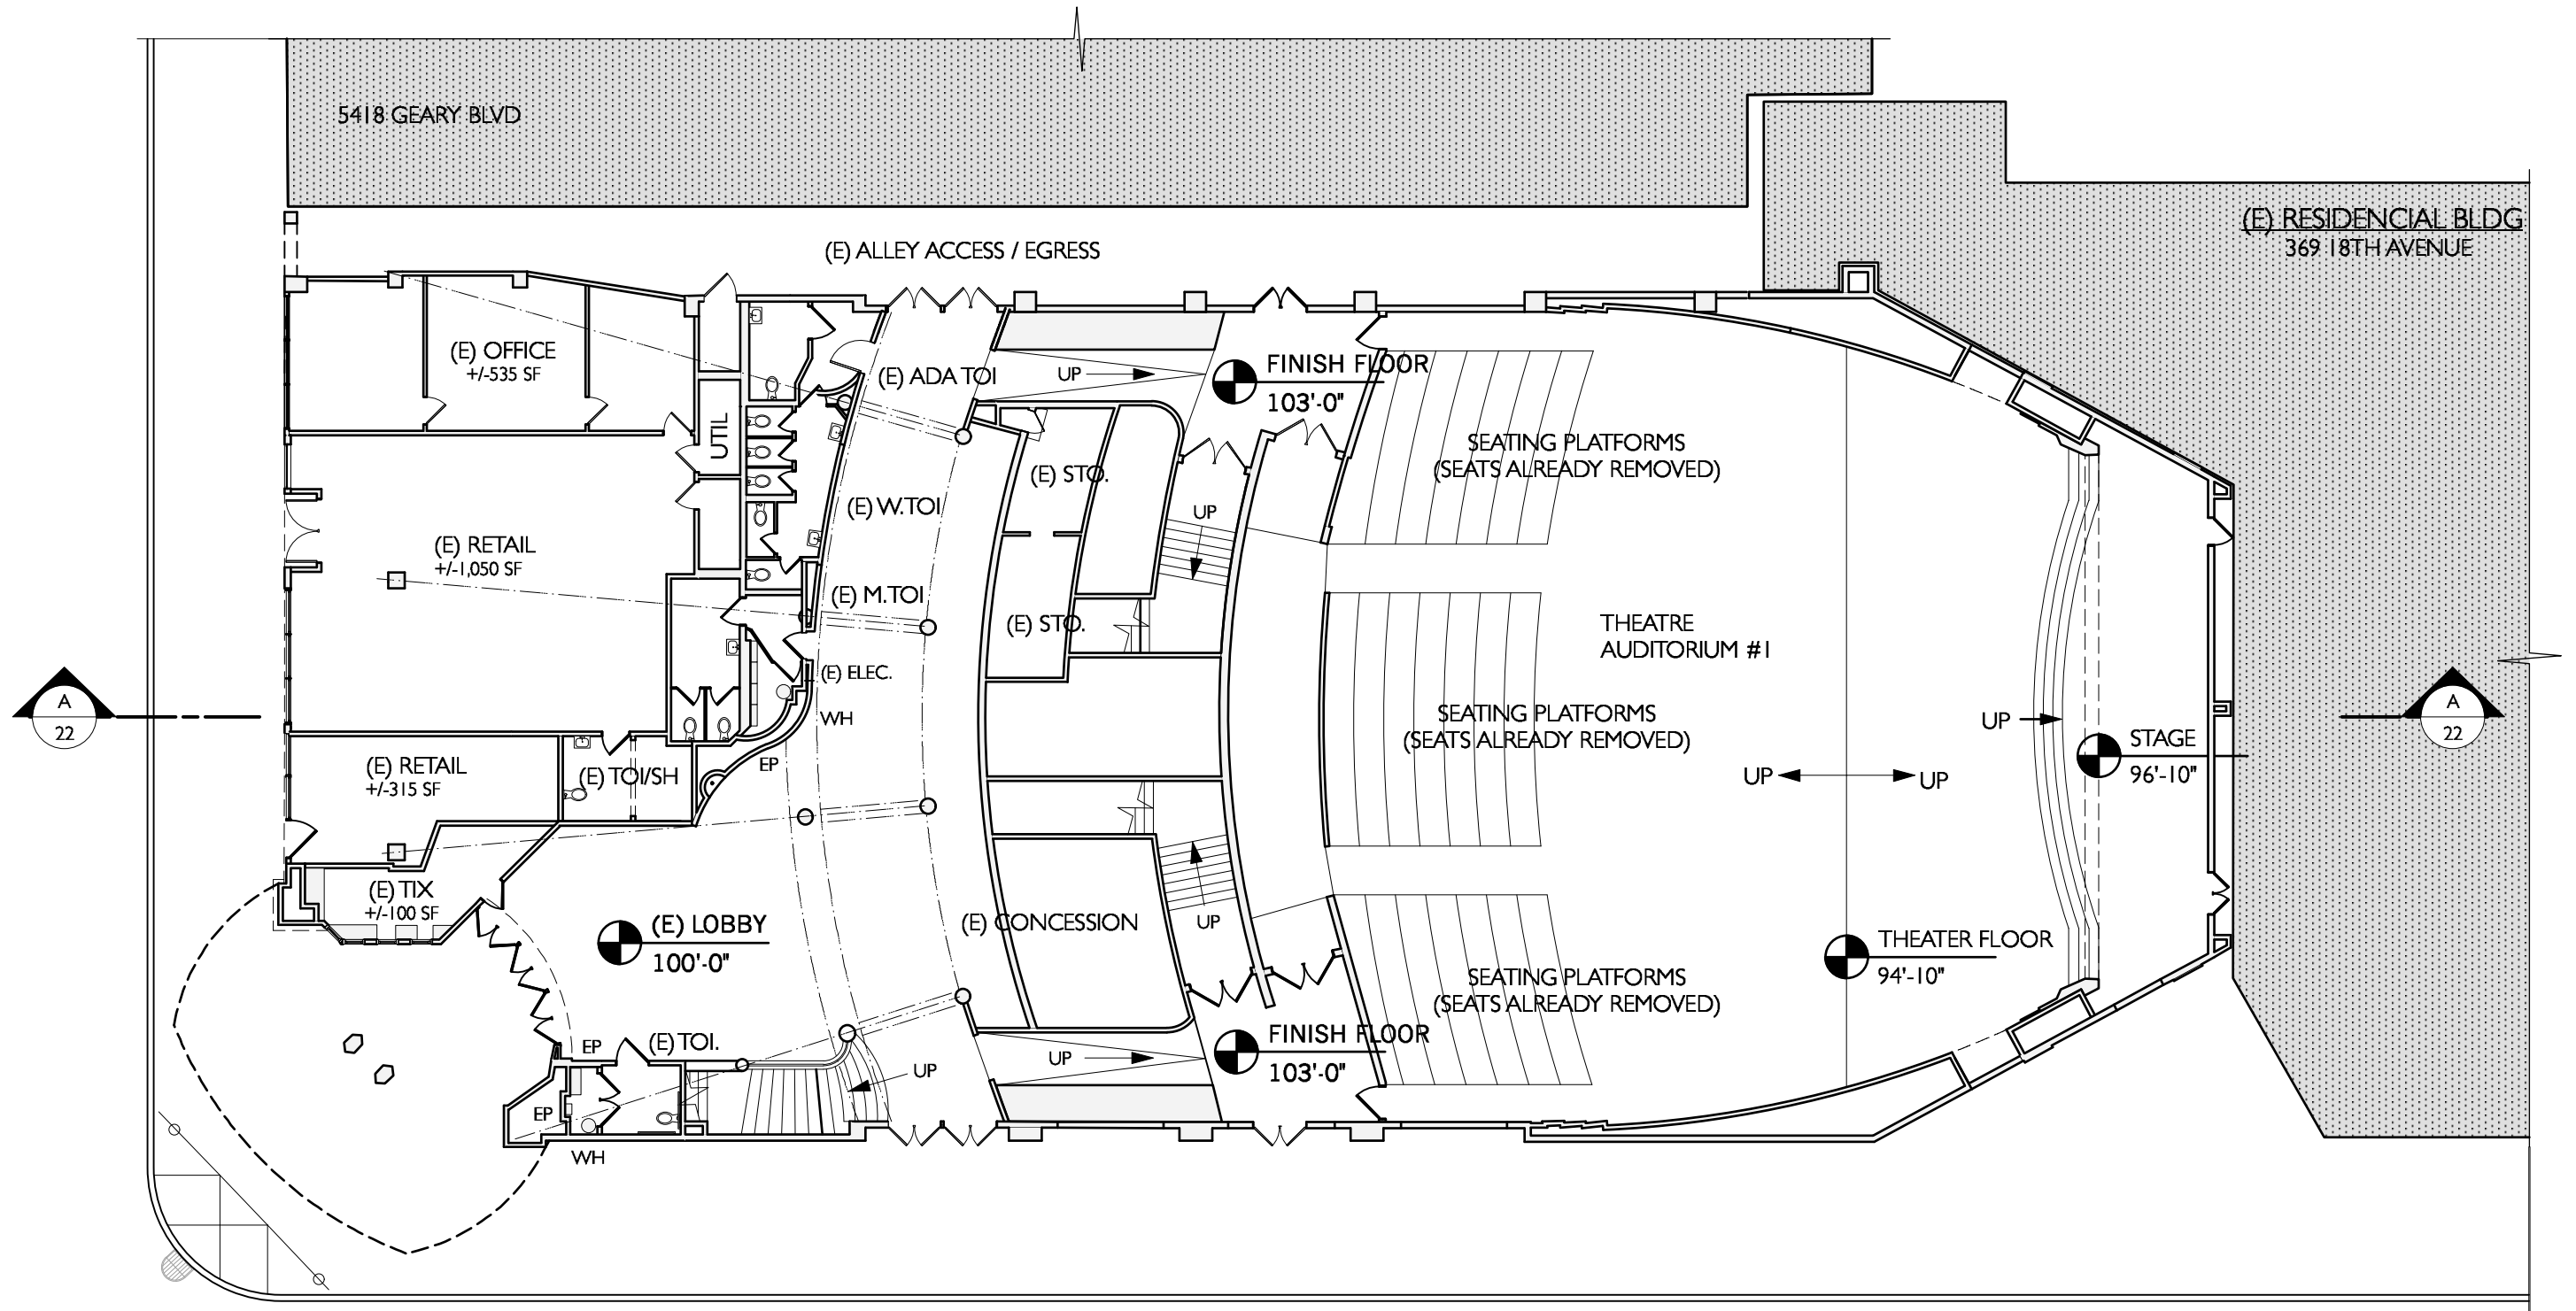 5418 GEARY BLVD
(E) RESIDENCIAL BLDG
369 18TH AVENUE
(E) ALLEY ACCESS / EGRESS
(E) OFFICE
+/-535 SF
UTIL
(E) ADA TOI
UP
FINISH FLOOR
103'-0"
SEATING PLATFORMS
(SEATS ALREADY REMOVED)
(E) STO.
(E) W.TOI
UP
(E) RETAIL
+/-1,050 SF
(E) M.TOI
(E) STO.
THEATRE
AUDITORIUM #1
(E) ELEC.
WH
A
22
SEATING PLATFORMS
(SEATS ALREADY REMOVED)
UP
A
22
STAGE
96'-10"
(E) RETAIL
+/-315 SF
(E) TOI/SH
EP
UP
UP
(E) TIX
+/-100 SF
(E) LOBBY
100'-0"
(E) CONCESSION
UP
THEATER FLOOR
94'-10"
SEATING PLATFORMS
(SEATS ALREADY REMOVED)
EP
(E) TOI.
UP
UP
FINISH FLOOR
103'-0"
EP
WH